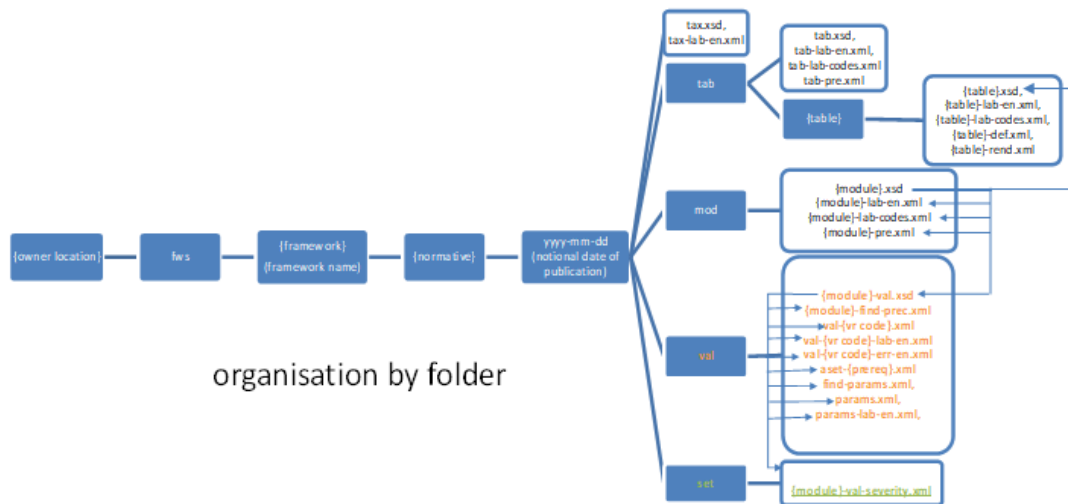 tax.xsd,
tax-lab-en.xml
tab
tab.xsd,
tab-lab-en.xml,
tab-lab-codes.xml
tab-pre.xml
{table}
{table}.xsd,
{table}-lab-en.xml,
{table}-lab-codes.xml,
{table}-def.xml,
{table}-rend.xml
mod
{module}.xsd
{module}-lab-en.xml
{module}-lab-codes.xml
{module}-pre.xml
{owner location}
fws
{framework}
(framework name)
{normative}
yyyy-mm-dd
(notional date of
publication)
val
{module}-val.xsd
{module}-find-prec.xml
val-{vr code}.xml
val-{vr code}-lab-en.xml
val-{vr code}-err-en.xml
aset-{prereq}.xml
find-params.xml,
params.xml,
params-lab-en.xml,
organisation by folder
set
{module}-val-severity.xml